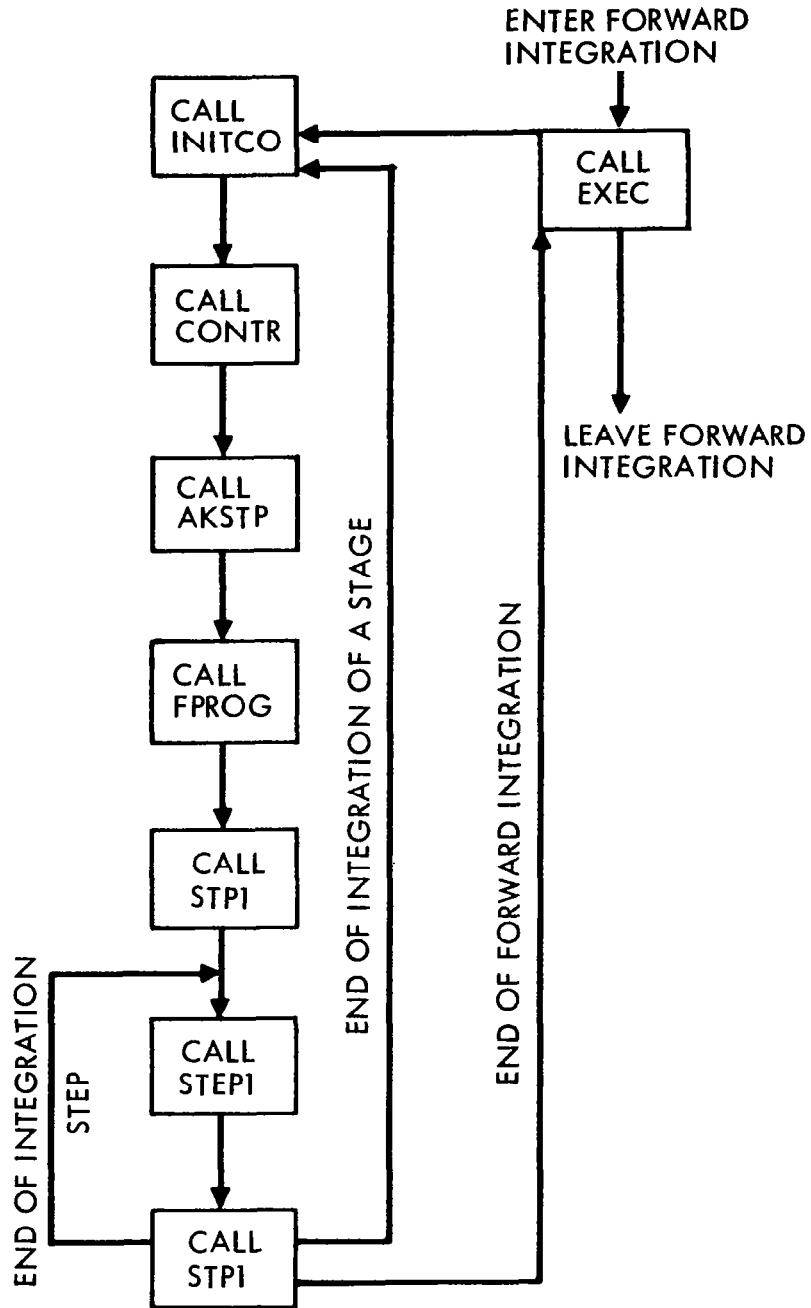 ENTER FORWARD
INTEGRATION
CALL
INITCO
CALL
EXEC
CALL
CONTR
LEAVE FORWARD
INTEGRATION
CALL
AKSTP
CALL
FPROG
CALL
STP1
CALL
STEP1
CALL
STP1
END OF INTEGRATION
STEP
END OF INTEGRATION OF A STAGE
END OF FORWARD INTEGRATION